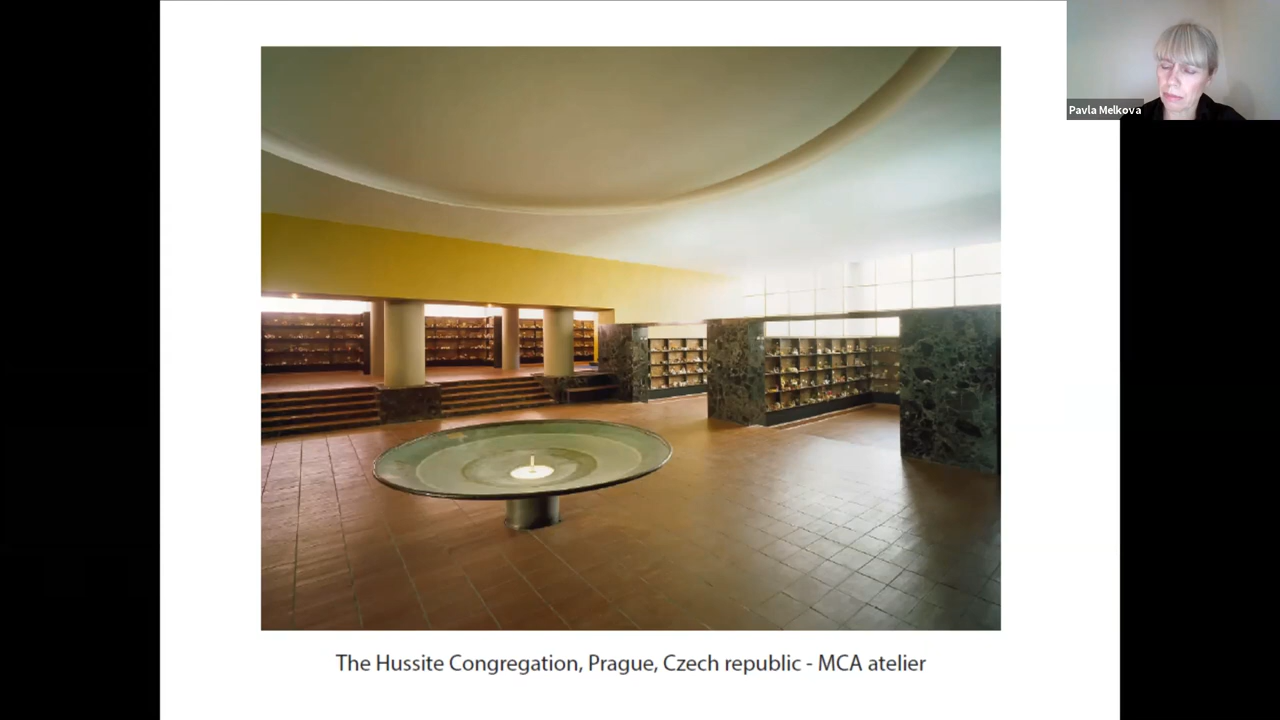 Pavla Melkova
The Hussite Congregation, Prague, Czech republic - MCA atelier